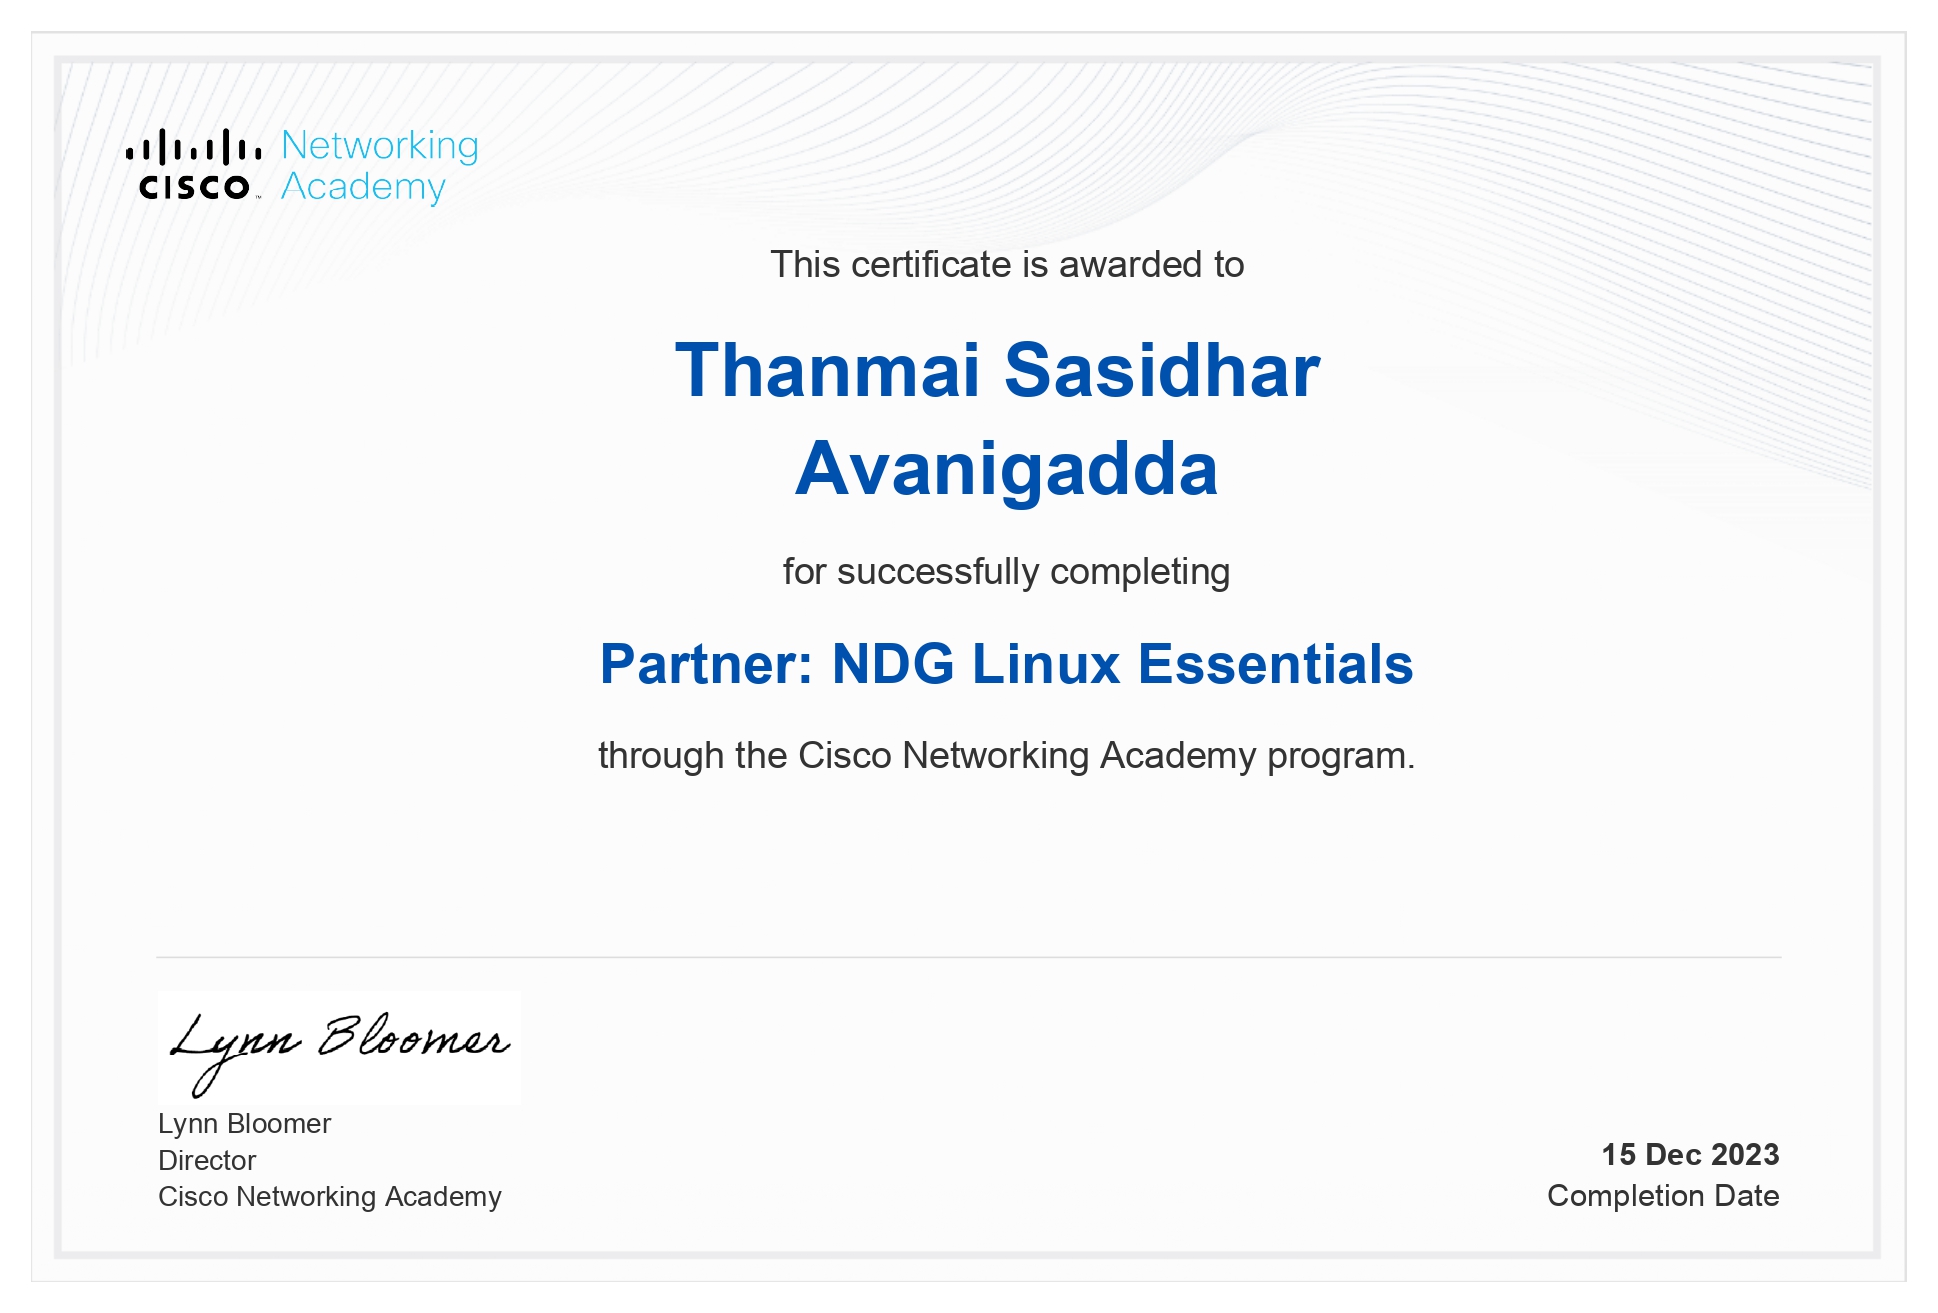 Networking
CISCO™ Academy
This certificate is awarded to
Thanmai Sasidhar
Avanigadda
for successfully completing
Partner: NDG Linux Essentials
through the Cisco Networking Academy program.
Lynn Bloomer
Lynn Bloomer
Director
Cisco Networking Academy
15 Dec 2023
Completion Date